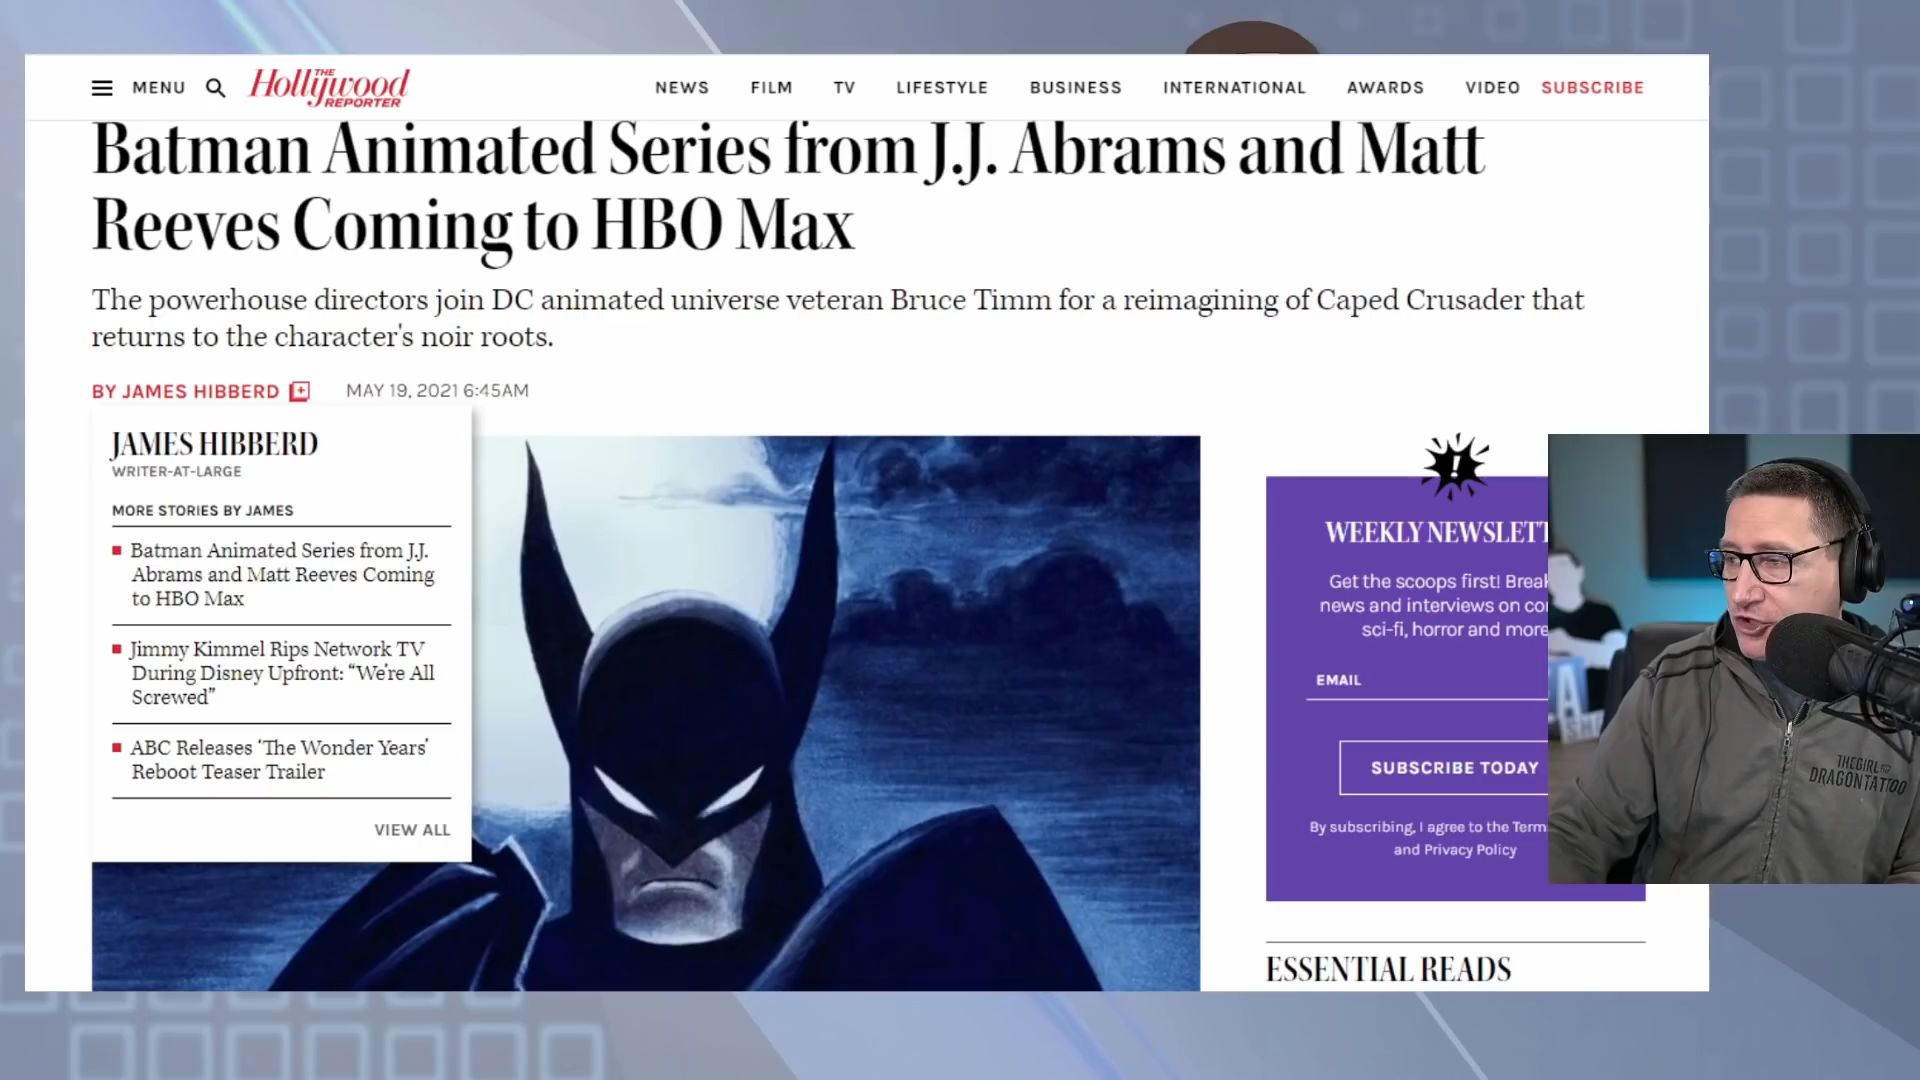 MENU
THE
Hollywood
REPORTER
NEWS FILM TV LIFESTYLE BUSINESS INTERNATIONAL AWARDS VIDEO SUBSCRIBE
Batman Animated Series from J.J. Abrams and Matt
Reeves Coming to HBO Max
The powerhouse directors join DC animated universe veteran Bruce Timm for a reimagining of Caped Crusader that
returns to the character's noir roots.
BY JAMES HIBBERD MAY 19, 2021 6:45AM
JAMES HIBBERD
WRITER-AT-LARGE
MORE STORIES BY JAMES
Batman Animated Series from J.J.
Abrams and Matt Reeves Coming
to HBO Max
Jimmy Kimmel Rips Network TV
During Disney Upfront: “We’re All
Screwed”
ABC Releases ‘The Wonder Years’
Reboot Teaser Trailer
VIEW ALL
!
WEEKLY NEWSLETT
Get the scoops first! Break
news and interviews on co
sci-fi, horror and more
EMAIL
SUBSCRIBE TODAY
By subscribing, I agree to the Term
and Privacy Policy
ESSENTIAL READS
THE GIRL
DRAGON TATTOO